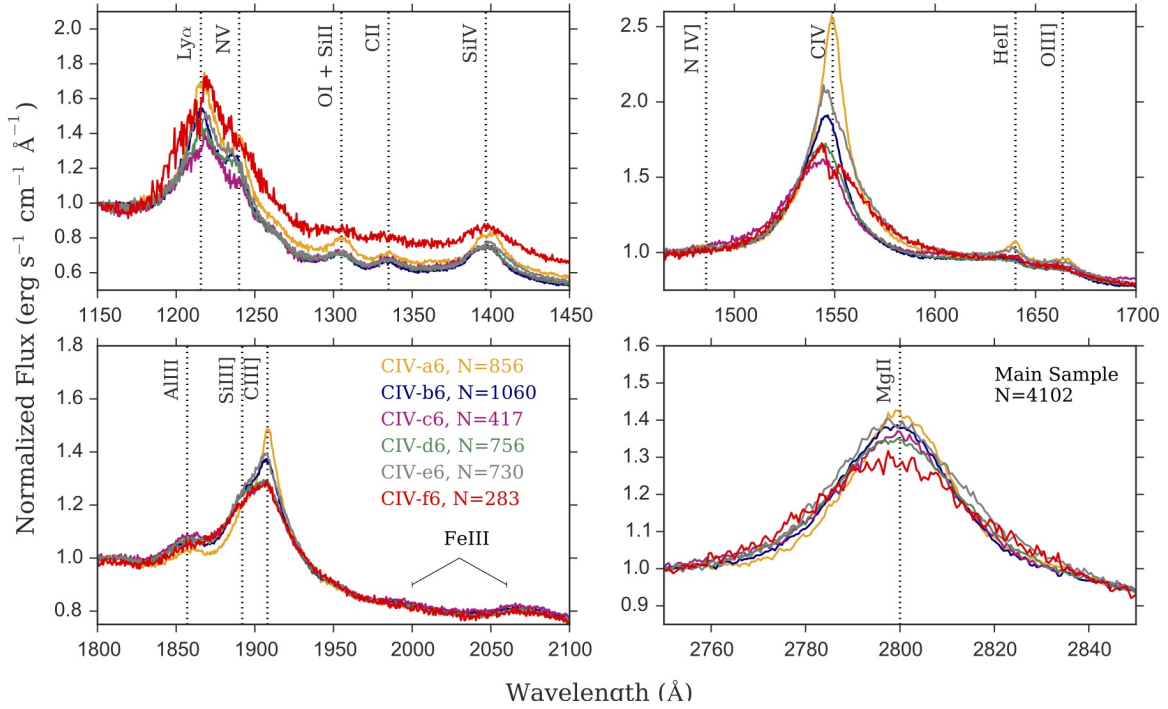 Normalized Flux (erg s⁻¹ cm⁻¹ Å⁻¹ )
2.0
1.8
1.6
1.4
1.2
1.0
0.8
0.6
Lyα
NV
OI + SiII
CII
SiIV
1150 1200 1250 1300 1350 1400 1450
2.5
2.0
1.5
1.0
N IV]
CIV
HeII
OIII]
1500 1550 1600 1650 1700
1.8
1.6
1.4
1.2
1.0
0.8
AlIII
SiIII]
CIII]
CIV-a6, N=856
CIV-b6, N=1060
CIV-c6, N=417
CIV-d6, N=756
CIV-e6, N=730
CIV-f6, N=283
FeIII
1800 1850 1900 1950 2000 2050 2100
1.6
1.5
1.4
1.3
1.2
1.1
1.0
0.9
MgII
Main Sample
N=4102
2760 2780 2800 2820 2840
Wavelength (Å)